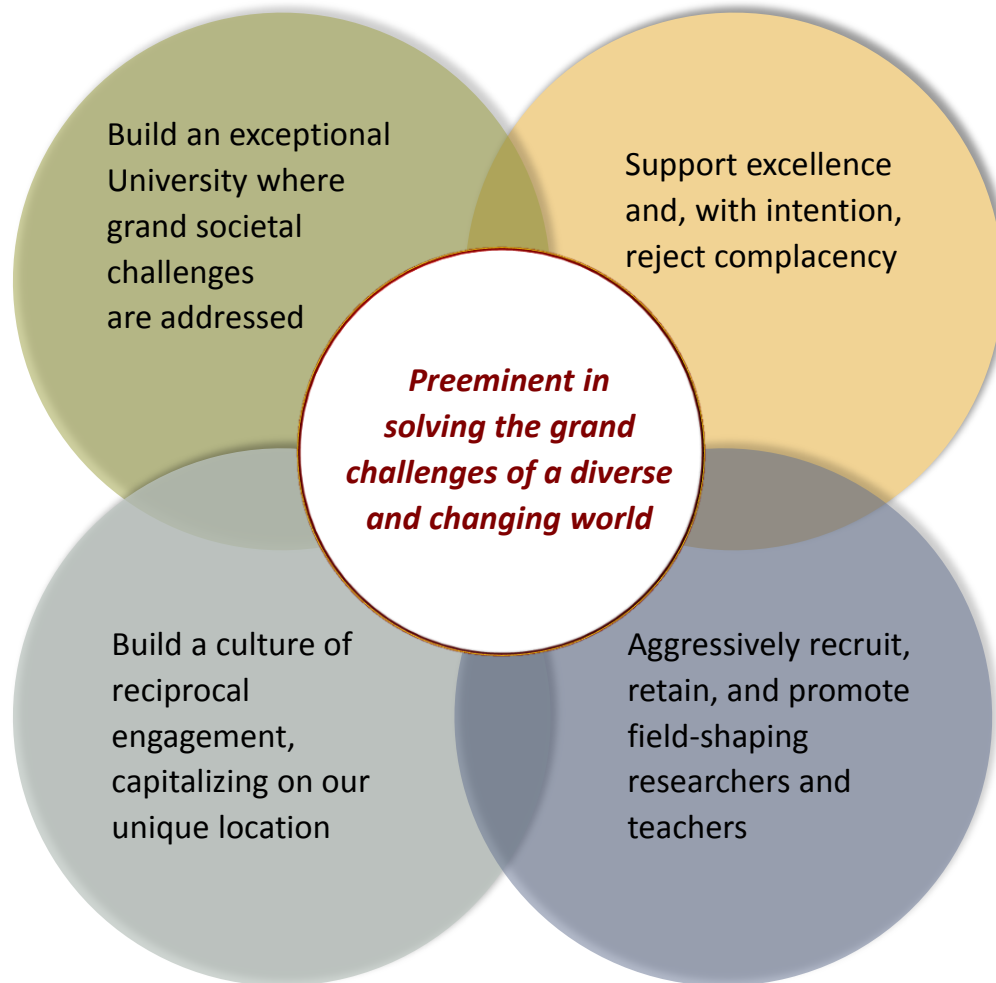 Build an exceptional
University where
grand societal
challenges
are addressed
Support excellence
and, with intention,
reject complacency
Preeminent in
solving the grand
challenges of a diverse
and changing world
Build a culture of
reciprocal
engagement,
capitalizing on our
unique location
Aggressively recruit,
retain, and promote
field-shaping
researchers and
teachers